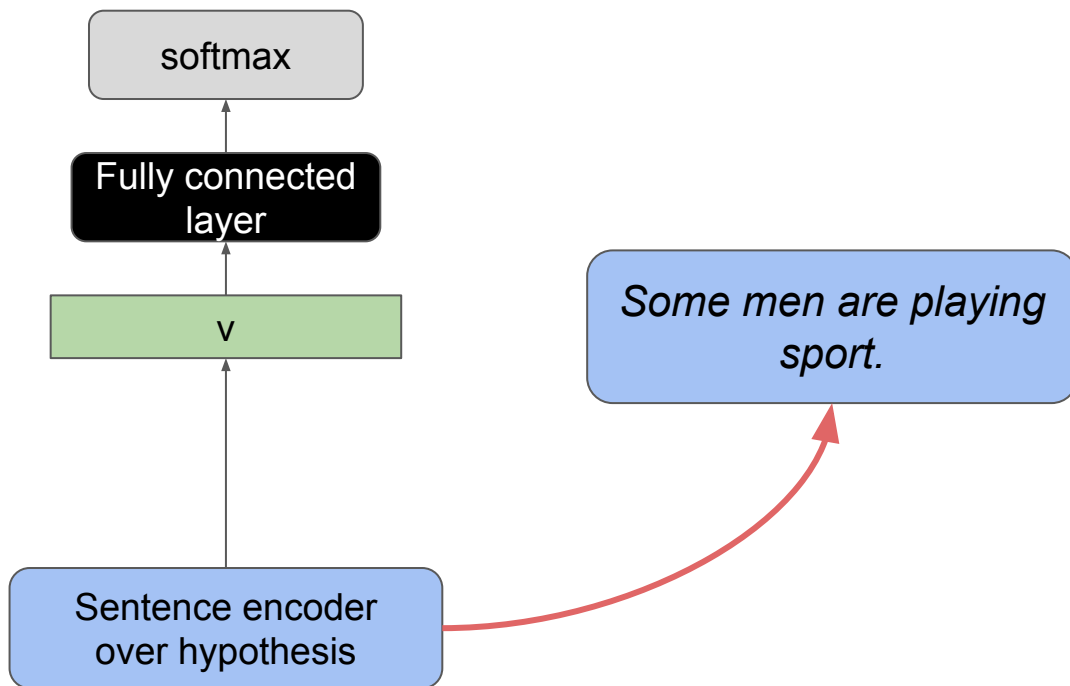 softmax
Fully connected
layer
v
Some men are playing
sport.
Sentence encoder
over hypothesis